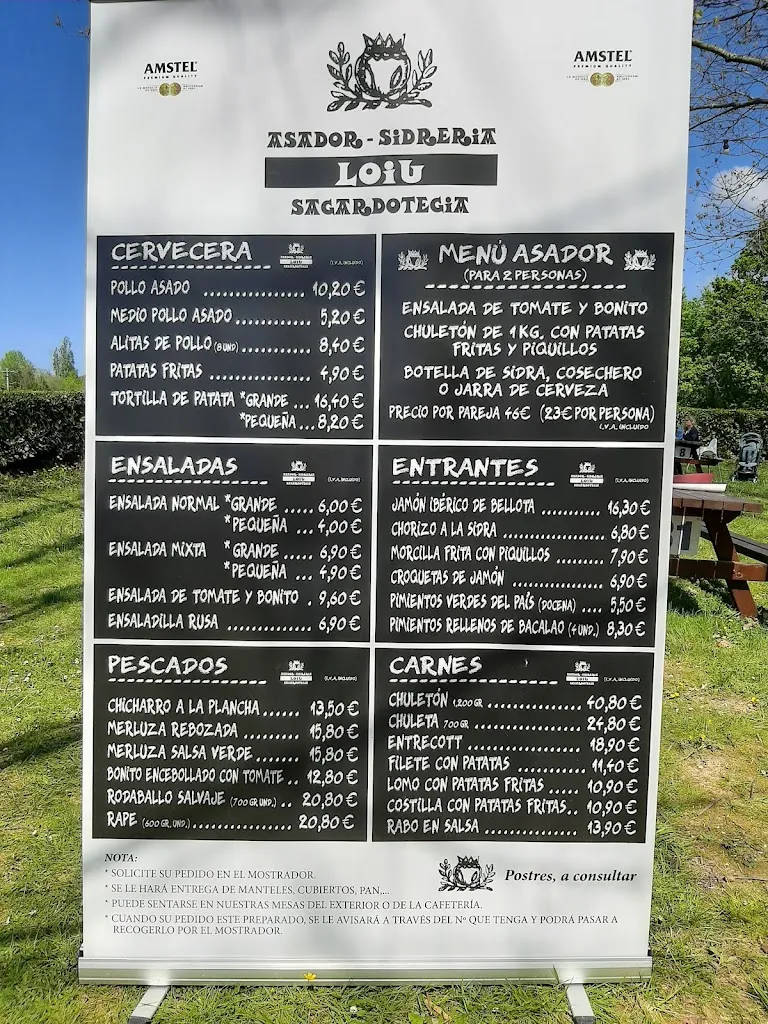 AMSTEL
PREMIUM QUALITY
AMSTEL
PREMIUM QUALITY
ASADOR - SIDRERIA
LOIU
SAGARDOTEGIA
CERVECERA
(I.V.A. INCLUIDO)
POLLO ASADO ................ 10,20 €
MEDIO POLLO ASADO ........... 5,20 €
ALITAS DE POLLO (8 UND) .............. 8,40 €
PATATAS FRITAS ................. 4,90 €
TORTILLA DE PATATA *GRANDE ... 16,40 €
*PEQUEÑA ... 8,20 €
MENÚ ASADOR
(PARA 2 PERSONAS)
ENSALADA DE TOMATE Y BONITO
CHULETÓN DE 1 KG, CON PATATAS
FRITAS Y PIQUILLOS
BOTELLA DE SIDRA, COSECHERO
O JARRA DE CERVEZA
PRECIO POR PAREJA 46€ (23€ POR PERSONA)
I.V.A. INCLUIDO
ENSALADAS
(I.V.A. INCLUIDO)
ENSALADA NORMAL *GRANDE ..... 6,00 €
*PEQUEÑA ... 4,00 €
ENSALADA MIXTA *GRANDE ..... 6,90 €
*PEQUEÑA ... 4,90 €
ENSALADA DE TOMATE Y BONITO . 9,60 €
ENSALADILLA RUSA ............. 6,90 €
ENTRANTES
(I.V.A. INCLUIDO)
JAMÓN IBÉRICO DE BELLOTA ........... 16,30 €
CHORIZO A LA SIDRA ................. 6,80 €
MORCILLA FRITA CON PIQUILLOS ......... 7,90 €
CROQUETAS DE JAMÓN ................ 6,90 €
PIMIENTOS VERDES DEL PAÍS (DOCENA) .... 5,50 €
PIMIENTOS RELLENOS DE BACALAO (4 UND.) 8,30 €
PESCADOS
(I.V.A. INCLUIDO)
CHICHARRO A LA PLANCHA ...... 13,50 €
MERLUZA REBOZADA ......... 15,80 €
MERLUZA SALSA VERDE ........ 15,80 €
BONITO ENCEBOLLADO CON TOMATE .. 12,80 €
RODABALLO SALVAJE (700 GR. UND.) .. 20,80 €
RAPE (600 GR. UND.) ................ 20,80 €
CARNES
(I.V.A. INCLUIDO)
CHULETÓN 1.200 GR .................. 40,80 €
CHULETA 700 GR .................... 24,80 €
ENTRECOTT ..................... 18,90 €
FILETE CON PATATAS ............. 11,40 €
LOMO CON PATATAS FRITAS ..... 10,90 €
COSTILLA CON PATATAS FRITAS.. 10,90 €
RABO EN SALSA ................ 13,90 €
NOTA:
* SOLICITE SU PEDIDO EN EL MOSTRADOR.
* SE LE HARÁ ENTREGA DE MANTELES, CUBIERTOS, PAN,...
* PUEDE SENTARSE EN NUESTRAS MESAS DEL EXTERIOR O DE LA CAFETERÍA.
* CUANDO SU PEDIDO ESTE PREPARADO, SE LE AVISARÁ A TRAVÉS DEL Nº QUE TENGA Y PODRÁ PASAR A
RECOGERLO POR EL MOSTRADOR.
Postres, a consultar